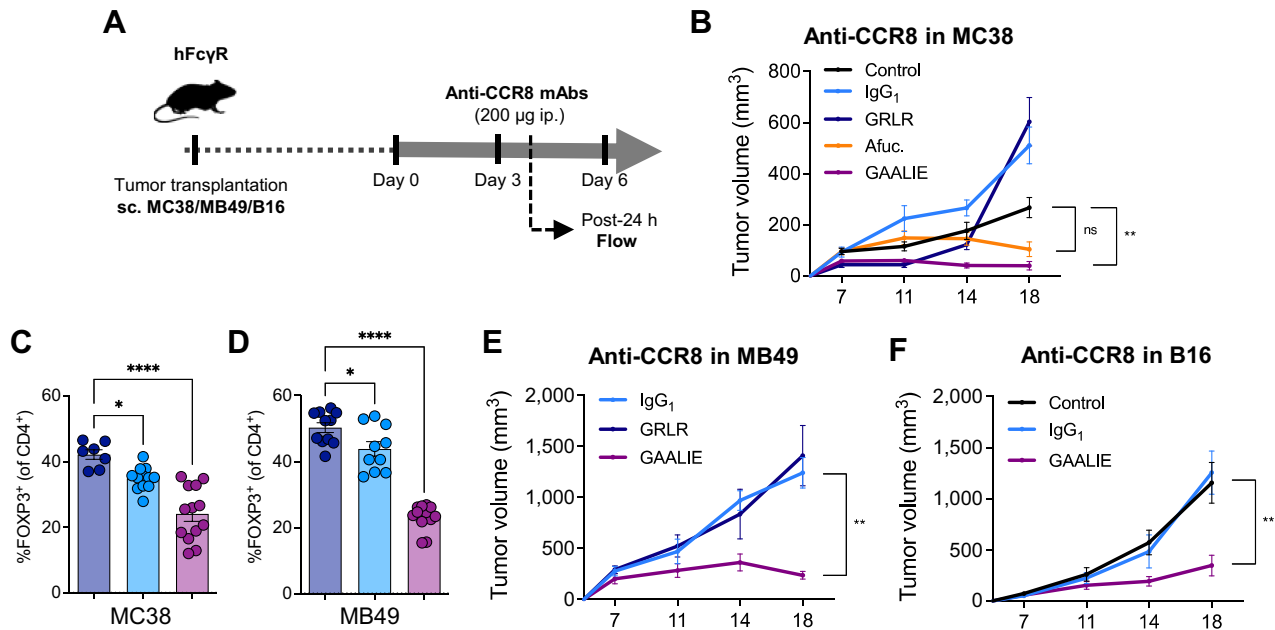 A
hFcγR
Anti-CCR8 mAbs
(200 µg ip.)
Tumor transplantation
sc. MC38/MB49/B16
Day 0
Day 3
Day 6
Post-24 h
Flow
B
Anti-CCR8 in MC38
Tumor volume (mm³)
800
600
400
200
0
7
11
14
18
Control
IgG₁
GRLR
Afuc.
GAALIE
ns
**
C
%FOXP3⁺ (of CD4⁺)
60
40
20
0
****
*
MC38
D
%FOXP3⁺ (of CD4⁺)
60
40
20
0
****
*
MB49
E
Anti-CCR8 in MB49
Tumor volume (mm³)
2,000
1,500
1,000
500
0
7
11
14
18
IgG₁
GRLR
GAALIE
**
F
Anti-CCR8 in B16
Tumor volume (mm³)
2,000
1,500
1,000
500
0
7
11
14
18
Control
IgG₁
GAALIE
**